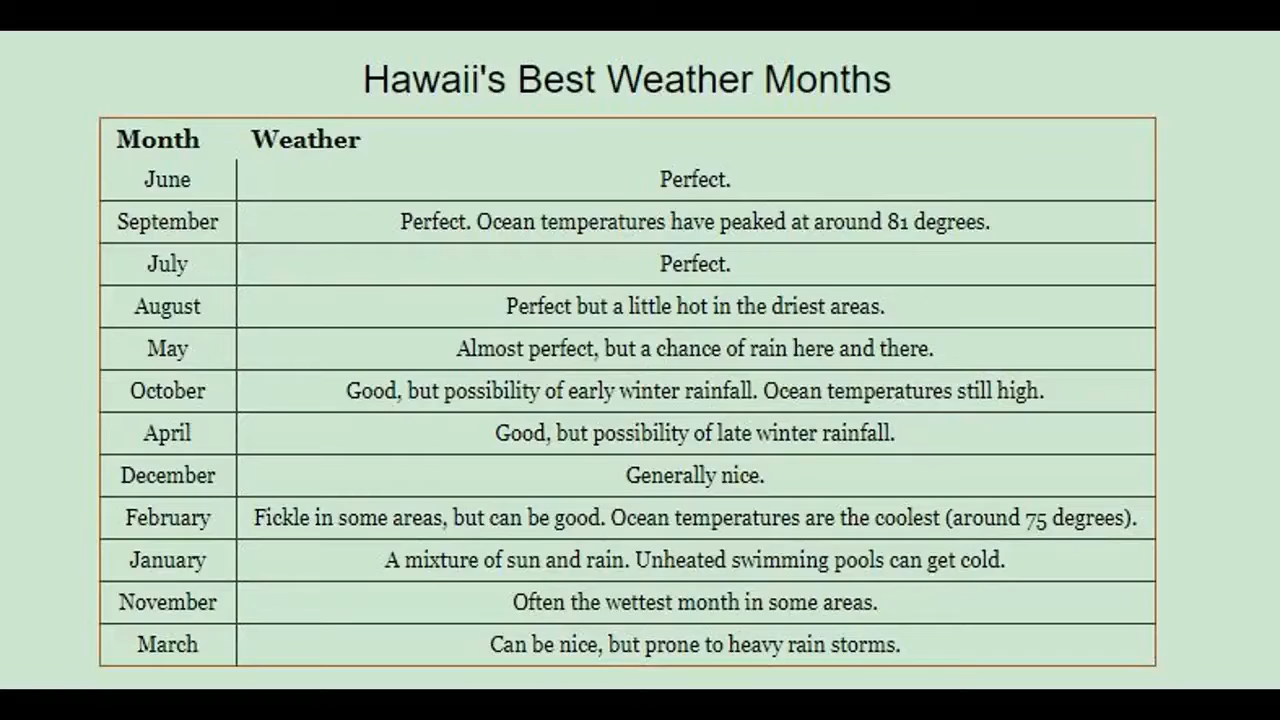 Hawaii's Best Weather Months
Month Weather
June Perfect.
September Perfect. Ocean temperatures have peaked at around 81 degrees.
July Perfect.
August Perfect but a little hot in the driest areas.
May Almost perfect, but a chance of rain here and there.
October Good, but possibility of early winter rainfall. Ocean temperatures still high.
April Good, but possibility of late winter rainfall.
December Generally nice.
February Fickle in some areas, but can be good. Ocean temperatures are the coolest (around 75 degrees).
January A mixture of sun and rain. Unheated swimming pools can get cold.
November Often the wettest month in some areas.
March Can be nice, but prone to heavy rain storms.